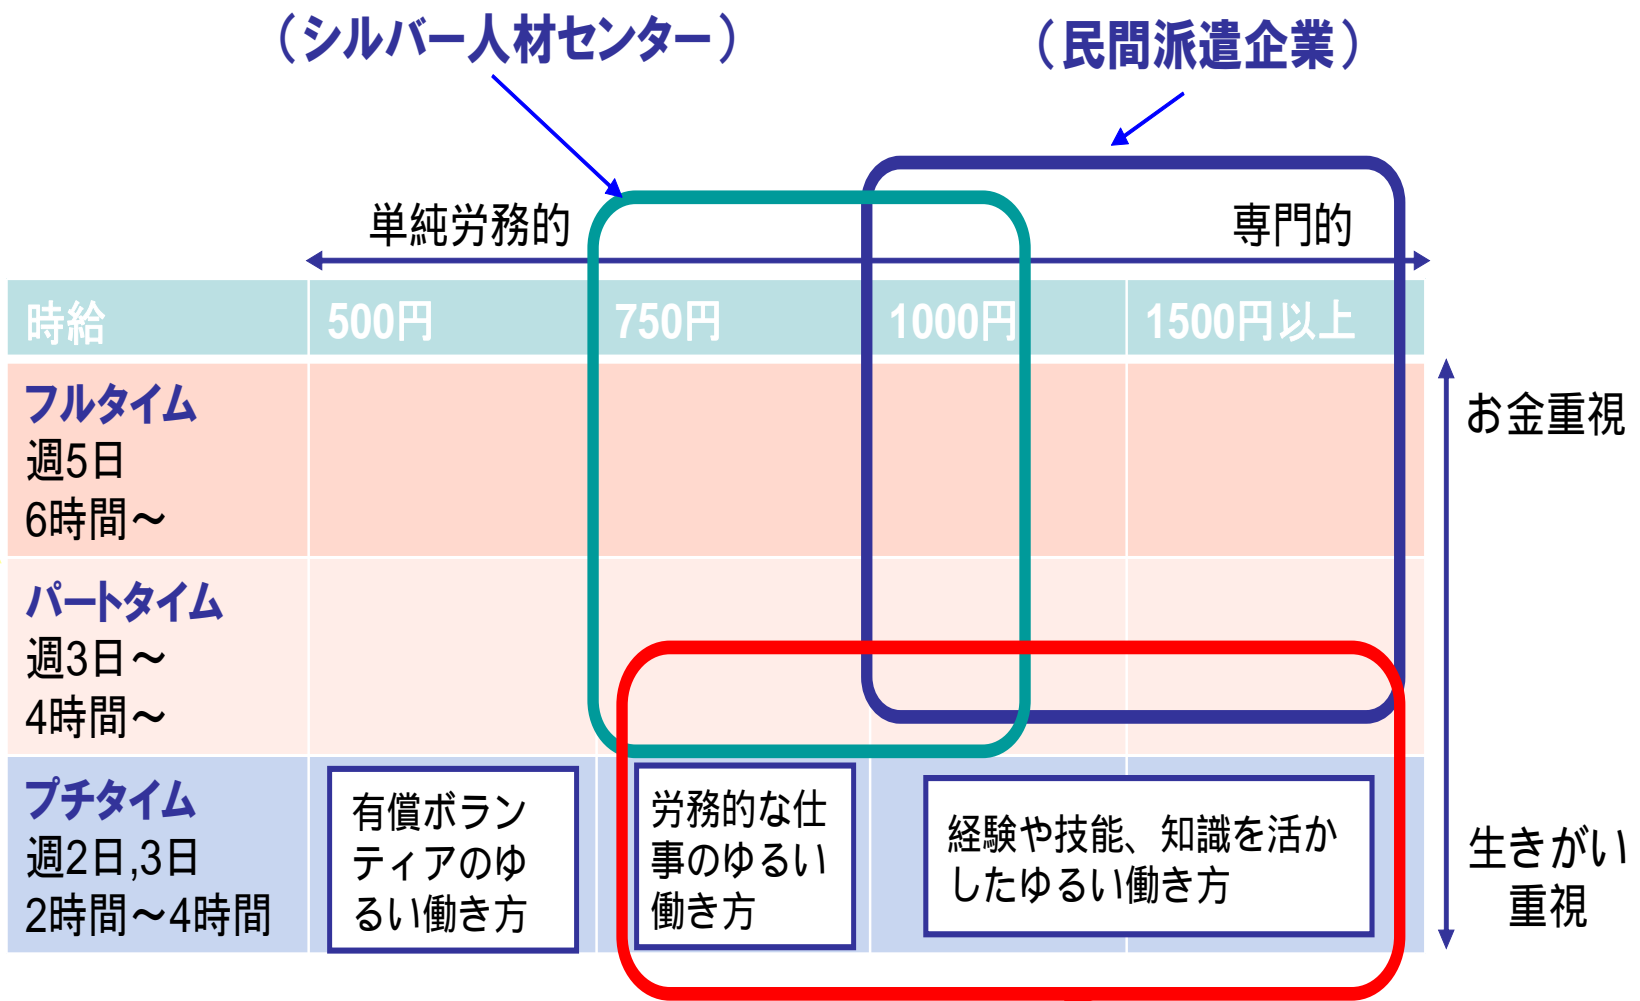 （シルバー人材センター）
（民間派遣企業）
単純労務的
専門的
時給
500円
750円
1000円
1500円以上
フルタイム
週5日
6時間～
お金重視
パートタイム
週3日～
4時間～
プチタイム
週2日,3日
2時間～4時間
有償ボラン
ティアのゆ
るい働き方
労務的な仕
事のゆるい
働き方
経験や技能、知識を活か
したゆるい働き方
生きがい
重視